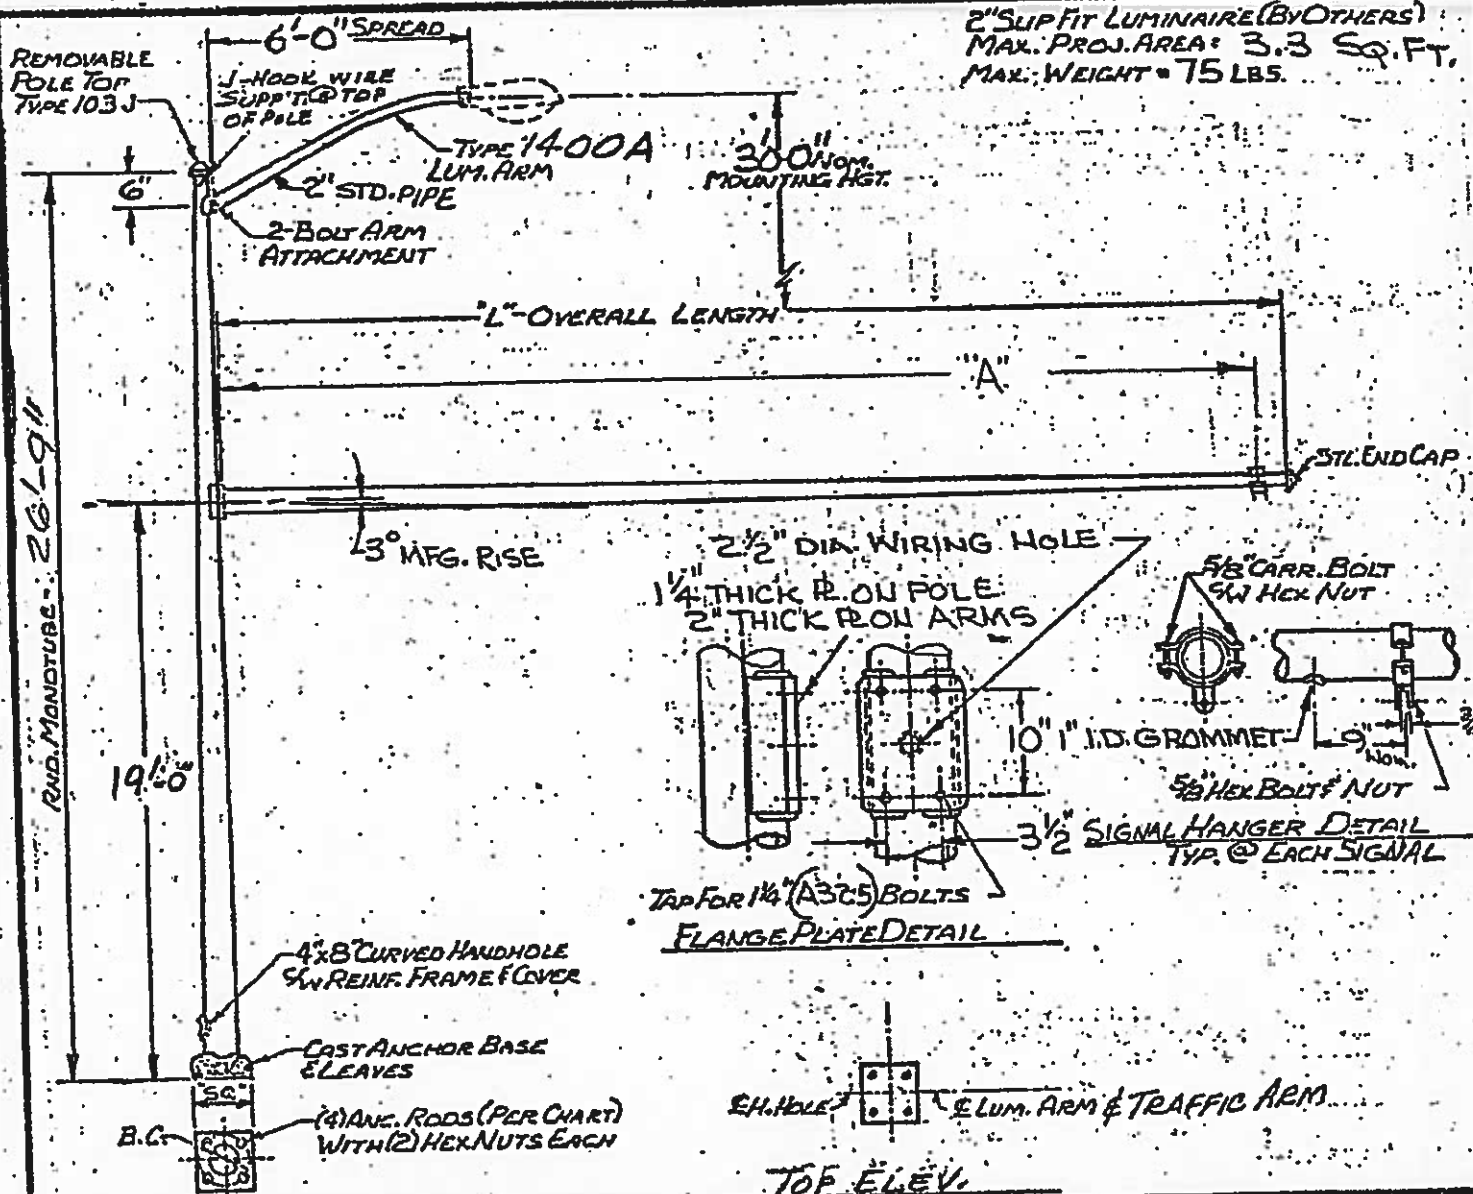 6'-0" SPREAD
2" SLIP FIT LUMINAIRE (BY OTHERS)
MAX. PROJ. AREA: 3.3 SQ. FT.
MAX. WEIGHT = 75 LBS.
REMOVABLE
POLE TOP
TYPE 103 J
J-HOOK WIRE
SUPP'T. @ TOP
OF POLE
TYPE 1400A
LUM. ARM
2" STD. PIPE
30'-0" NOM.
MOUNTING HGT.
6"
2-BOLT ARM
ATTACHMENT
"L"-OVERALL LENGTH
"A"
STL. END CAP
3° MFG. RISE
RND. MONOTUBE - 26'-9"
19'-0"
2 1/2" DIA. WIRING HOLE
1 1/4" THICK PL. ON POLE
2" THICK PL ON ARMS
5/8" CARR. BOLT
C/W HEX NUT
10"
1" I.D. GROMMET
9"
NOM.
5/8" HEX BOLT & NUT
3 1/2"
SIGNAL HANGER DETAIL
TYP. @ EACH SIGNAL
TAP FOR 1 1/4" (A325) BOLTS
FLANGE PLATE DETAIL
4"x8" CURVED HANDHOLE
C/W REINF. FRAME & COVER
CAST ANCHOR BASE
& LEAVES
"SQ"
B.C.
(4) ANC. RODS (PER CHART)
WITH (2) HEX NUTS EACH
℄ H. HOLE
℄ LUM. ARM & TRAFFIC ARM
TOP ELEV.